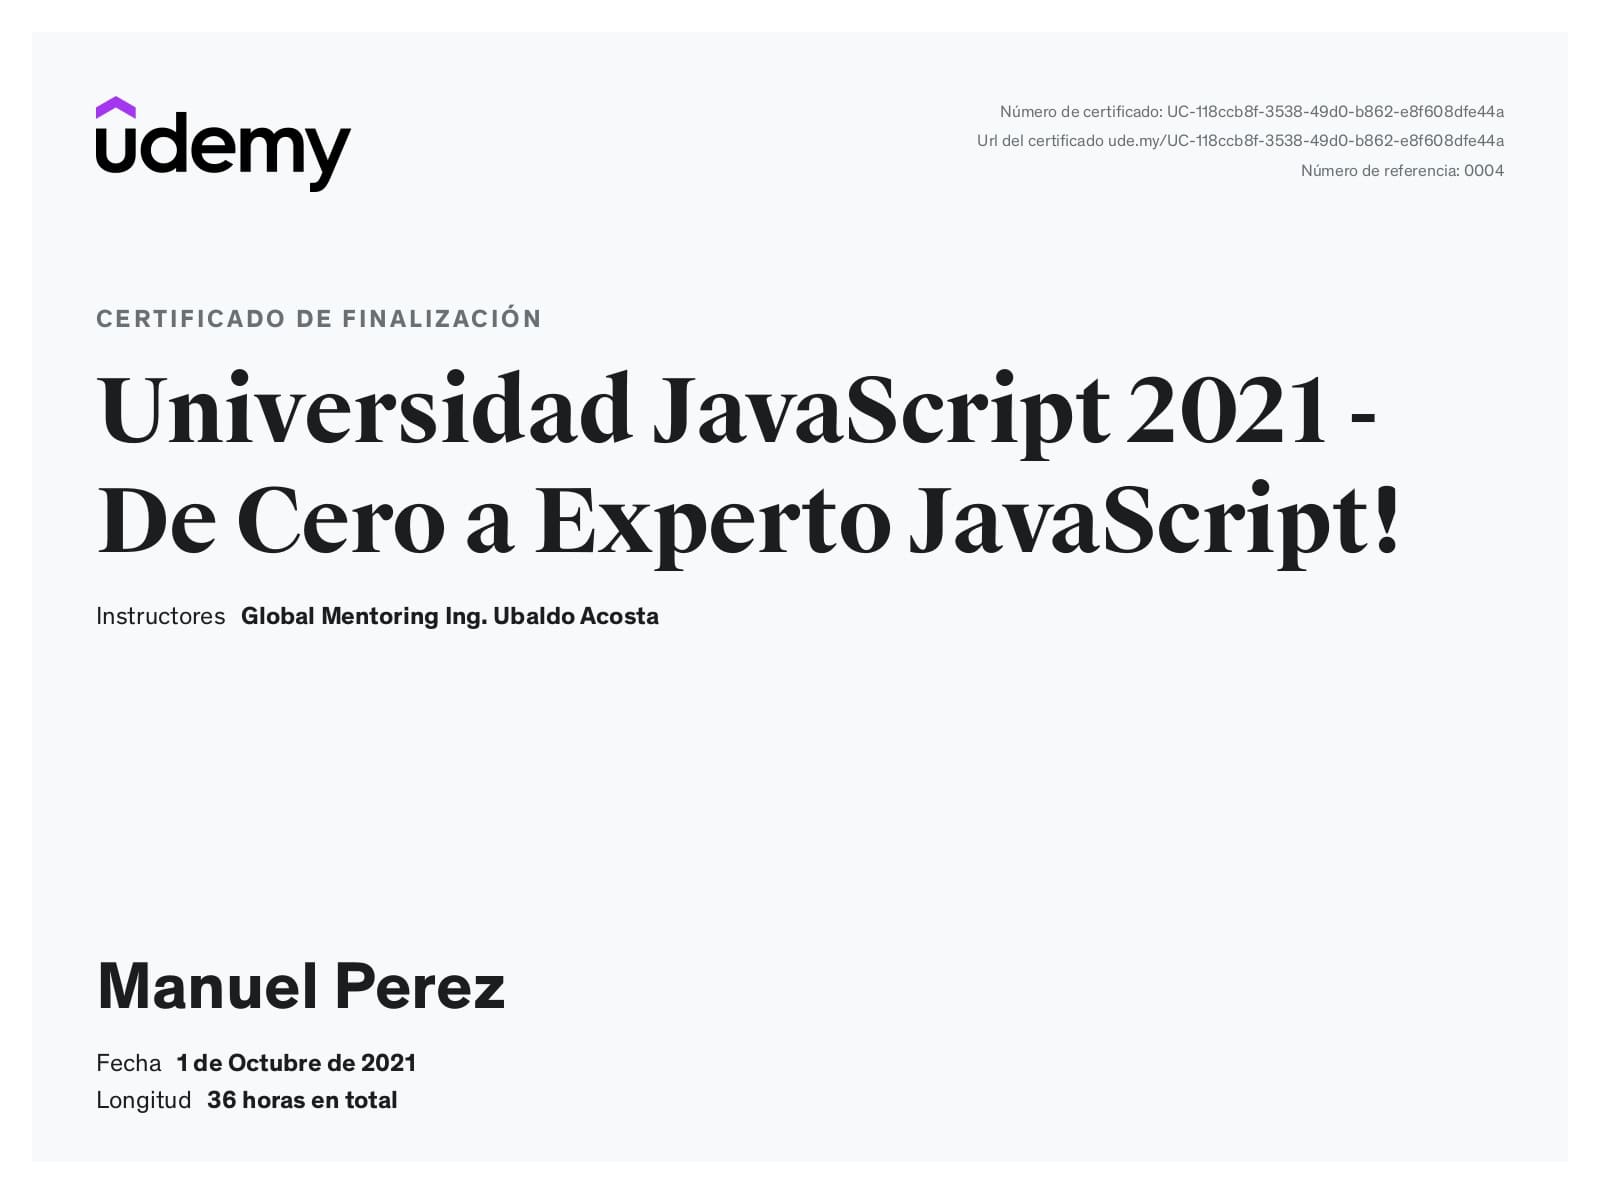 udemy
Número de certificado: UC-118ccb8f-3538-49d0-b862-e8f608dfe44a
Url del certificado ude.my/UC-118ccb8f-3538-49d0-b862-e8f608dfe44a
Número de referencia: 0004
CERTIFICADO DE FINALIZACIÓN
Universidad JavaScript 2021 -
De Cero a Experto JavaScript!
Instructores Global Mentoring Ing. Ubaldo Acosta
Manuel Perez
Fecha 1 de Octubre de 2021
Longitud 36 horas en total